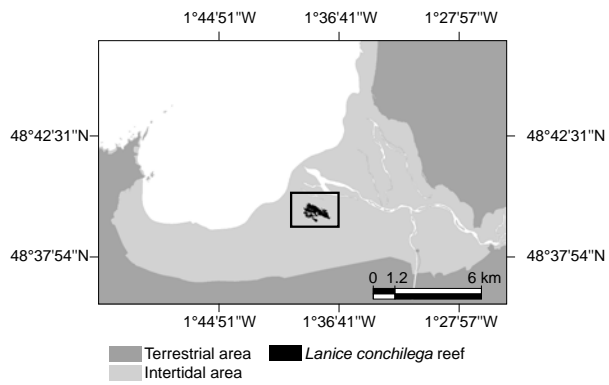 1°44'51''W 1°36'41''W 1°27'57''W
48°42'31''N 48°42'31''N
48°37'54''N 48°37'54''N
0 1.2 6 km
1°44'51''W 1°36'41''W 1°27'57''W
Terrestrial area Lanice conchilega reef
Intertidal area